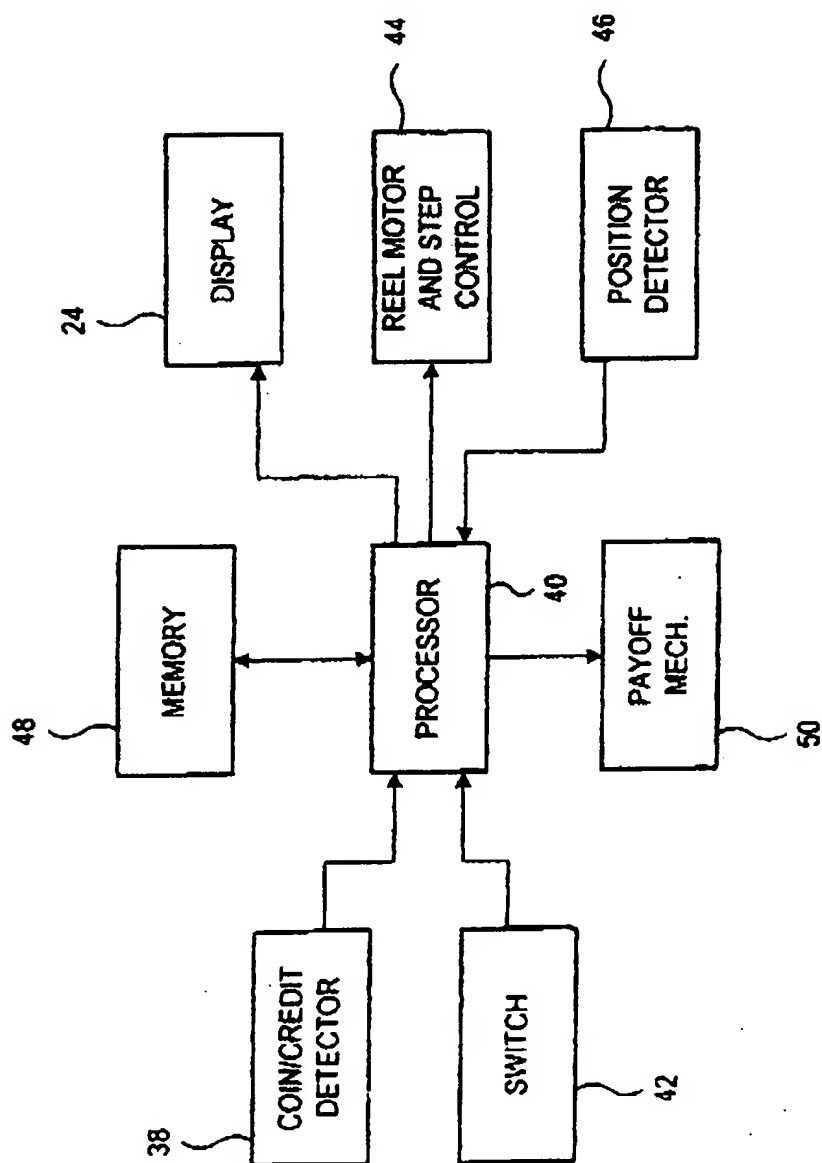 48
MEMORY
24
DISPLAY
38
COIN/CREDIT
DETECTOR
PROCESSOR
40
44
REEL MOTOR
AND STEP
CONTROL
42
SWITCH
50
PAYOFF
MECH.
46
POSITION
DETECTOR